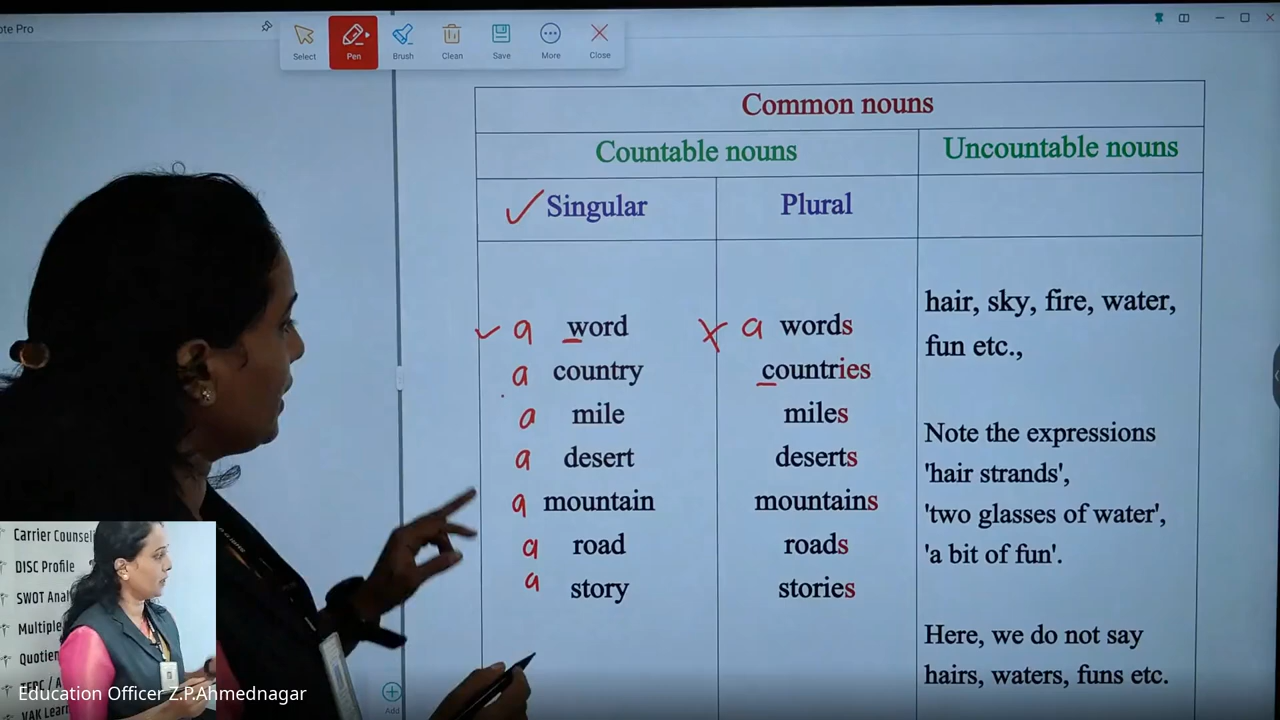 ote Pro
Select
Pen
Brush
Clean
Save
More
Close
Common nouns
Countable nouns
Uncountable nouns
✓ Singular
Plural
✓ a word
a country
a mile
a desert
a mountain
a road
a story
✗ a words
countries
miles
deserts
mountains
roads
stories
hair, sky, fire, water,
fun etc.,
Note the expressions
'hair strands',
'two glasses of water',
'a bit of fun'.
Here, we do not say
hairs, waters, funs etc.
Add
Carrier Counseli
DISC Profile
SWOT Anal
Multiple
Quotien
VAK Learn
Education Officer Z.P.Ahmednagar